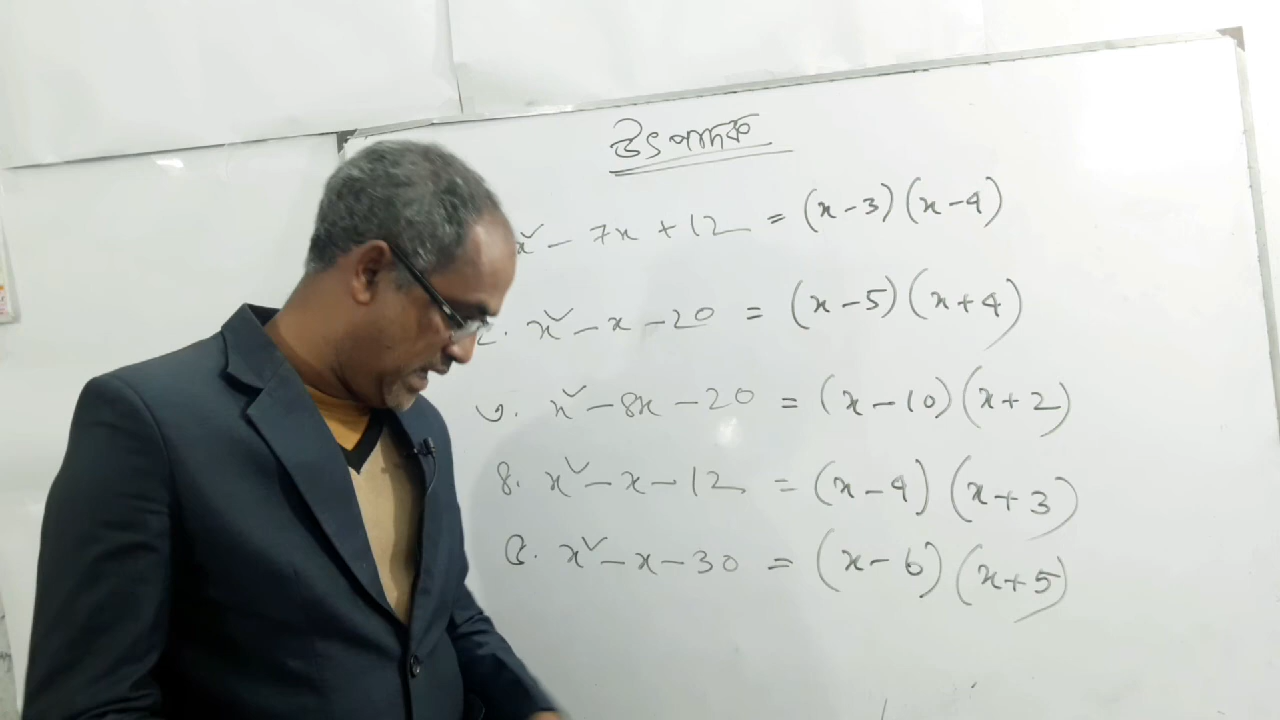 উৎপাদক
x² - 7x + 12 = (x - 3)(x - 4)
২. x² - x - 20 = (x - 5)(x + 4)
৩. x² - 8x - 20 = (x - 10)(x + 2)
৪. x² - x - 12 = (x - 4)(x + 3)
৫. x² - x - 30 = (x - 6)(x + 5)